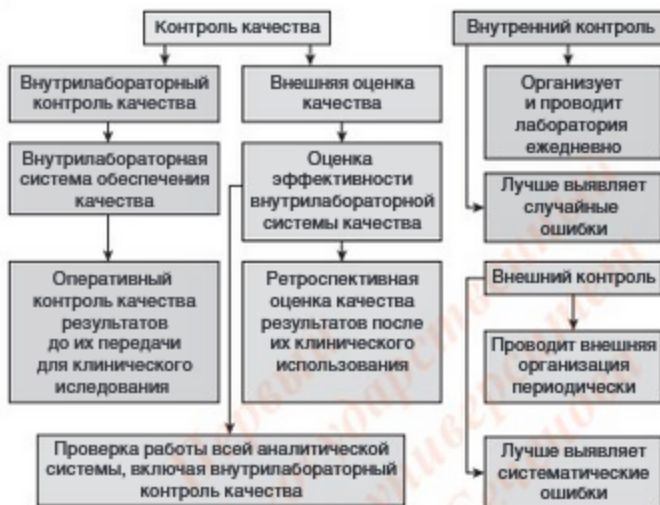 Контроль качества
Внутрилабораторный
контроль качества
Внешняя оценка
качества
Внутрилабораторная
система обеспечения
качества
Оценка
эффективности
внутрилабораторной
системы качества
Оперативный
контроль качества
результатов
до их передачи
для клинического
иследования
Ретроспективная
оценка качества
результатов после
их клинического
использования
Проверка работы всей аналитической
системы, включая внутрилабораторный
контроль качества
Внутренний контроль
Организует
и проводит
лаборатория
ежедневно
Лучше выявляет
случайные
ошибки
Внешний контроль
Проводит внешняя
организация
периодически
Лучше выявляет
систематические
ошибки